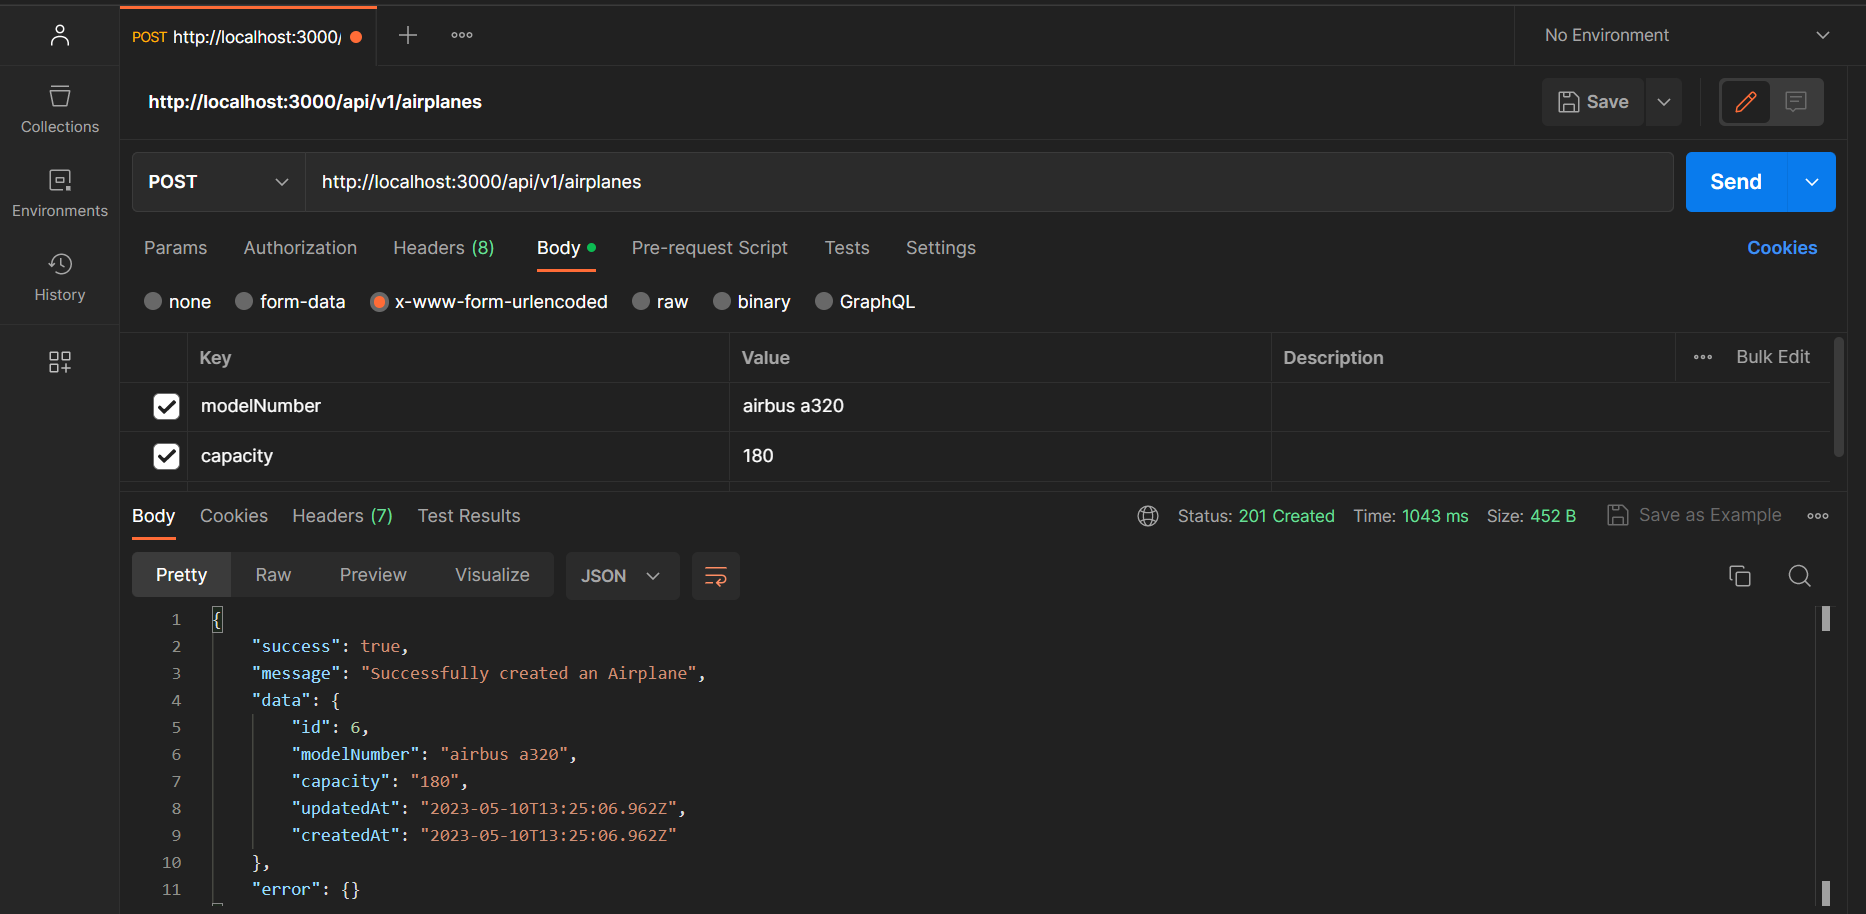 POST http://localhost:3000/
No Environment
Collections
Environments
History
http://localhost:3000/api/v1/airplanes
Save
POST
http://localhost:3000/api/v1/airplanes
Send
Params Authorization Headers (8) Body Pre-request Script Tests Settings Cookies
none form-data x-www-form-urlencoded raw binary GraphQL
Key Value Description Bulk Edit
modelNumber airbus a320
capacity 180
Body Cookies Headers (7) Test Results Status: 201 Created Time: 1043 ms Size: 452 B Save as Example
Pretty Raw Preview Visualize JSON
1 {
2 "success": true,
3 "message": "Successfully created an Airplane",
4 "data": {
5 "id": 6,
6 "modelNumber": "airbus a320",
7 "capacity": "180",
8 "updatedAt": "2023-05-10T13:25:06.962Z",
9 "createdAt": "2023-05-10T13:25:06.962Z"
10 },
11 "error": {}